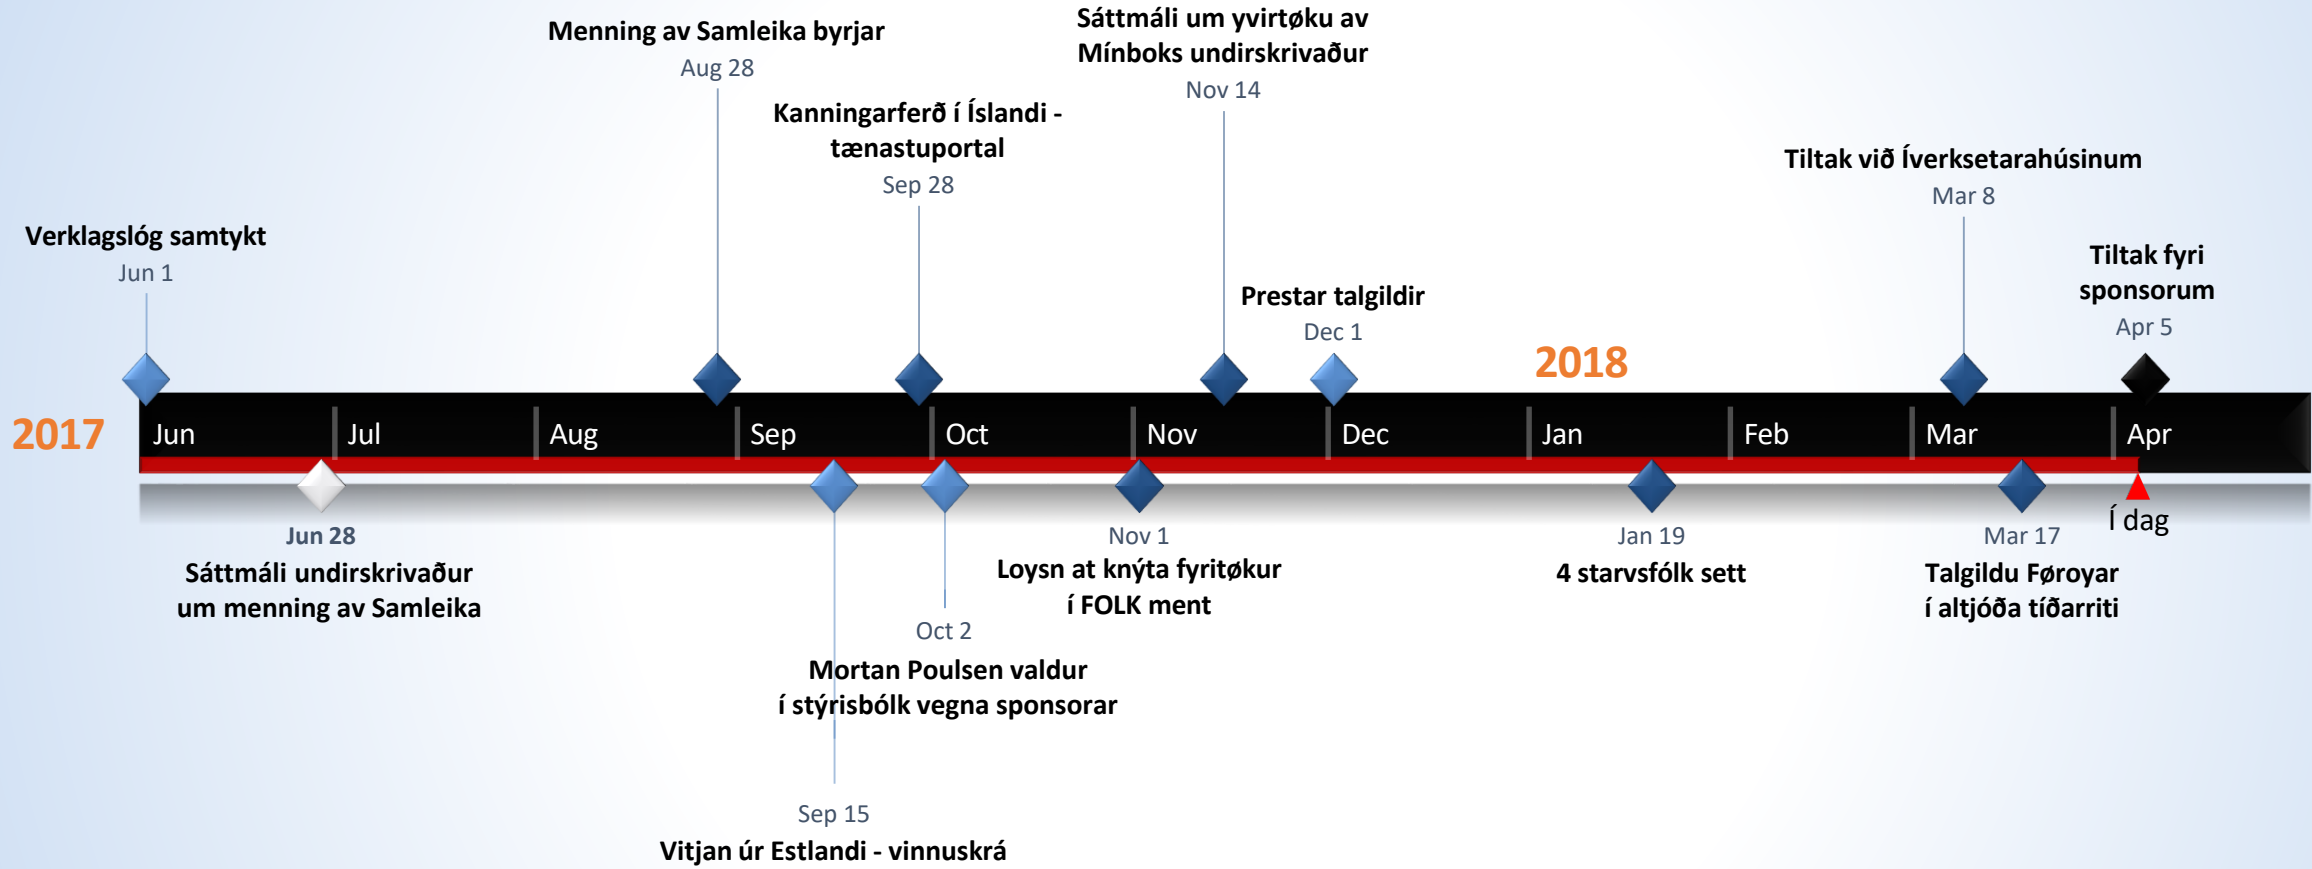 Menning av Samleika byrjar
Aug 28
Sáttmáli um yvirtøku av
Mínboks undirskrivaður
Nov 14
Kanningarferð í Íslandi -
tænastuportal
Sep 28
Tiltak við Íverksetarahúsinum
Mar 8
Verklagslóg samtykt
Jun 1
Tiltak fyri
sponsorum
Apr 5
Prestar talgildir
Dec 1
2018
2017
Jun
Jul
Aug
Sep
Oct
Nov
Dec
Jan
Feb
Mar
Apr
Í dag
Jun 28
Sáttmáli undirskrivaður
um menning av Samleika
Nov 1
Loysn at knýta fyritøkur
í FOLK ment
Jan 19
4 starvsfólk sett
Mar 17
Talgildu Føroyar
í altjóða tíðarriti
Oct 2
Mortan Poulsen valdur
í stýrisbólk vegna sponsorar
Sep 15
Vitjan úr Estlandi - vinnuskrá